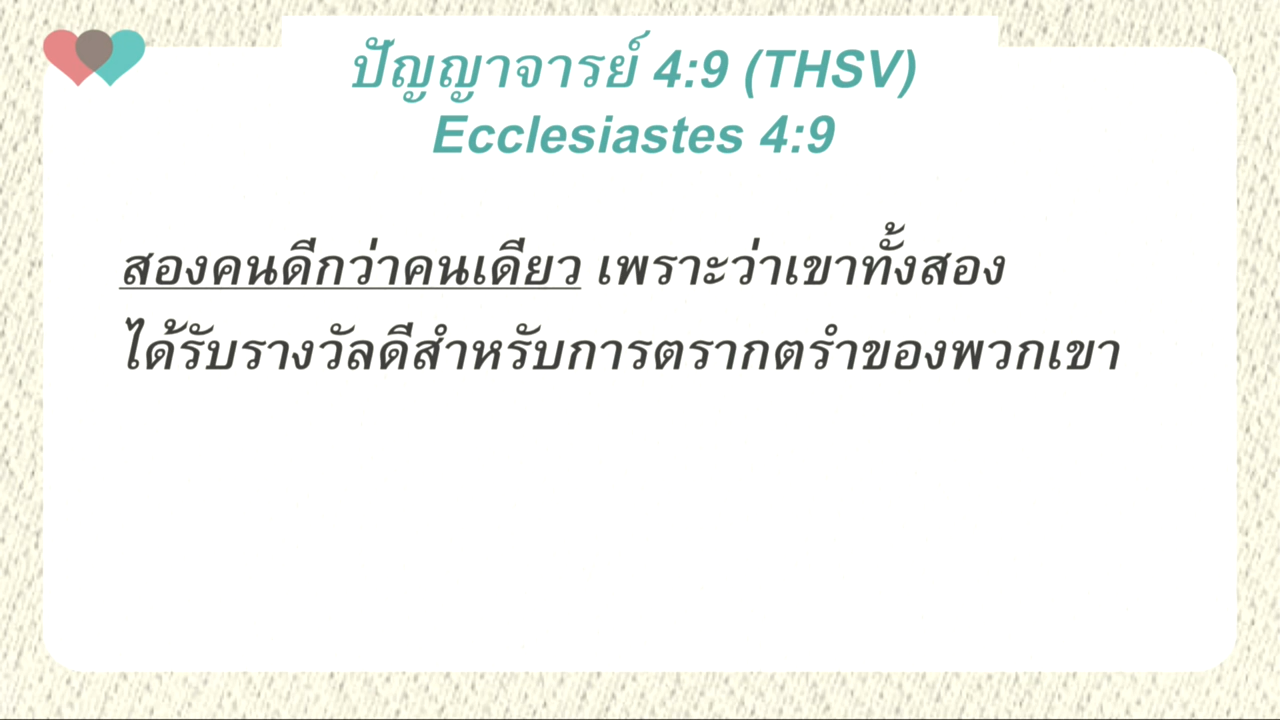 ปัญญาจารย์ 4:9 (THSV)
Ecclesiastes 4:9
สองคนดีกว่าคนเดียว เพราะว่าเขาทั้งสอง
ได้รับรางวัลดีสำหรับการตรากตรำของพวกเขา